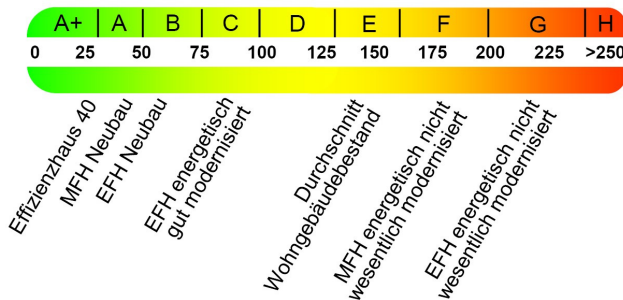 A+ A B C D E F G H
0 25 50 75 100 125 150 175 200 225 >250
Effizienzhaus 40
MFH Neubau
EFH Neubau
EFH energetisch
gut modernisiert
Durchschnitt
Wohngebäudebestand
MFH energetisch nicht
wesentlich modernisiert
EFH energetisch nicht
wesentlich modernisiert